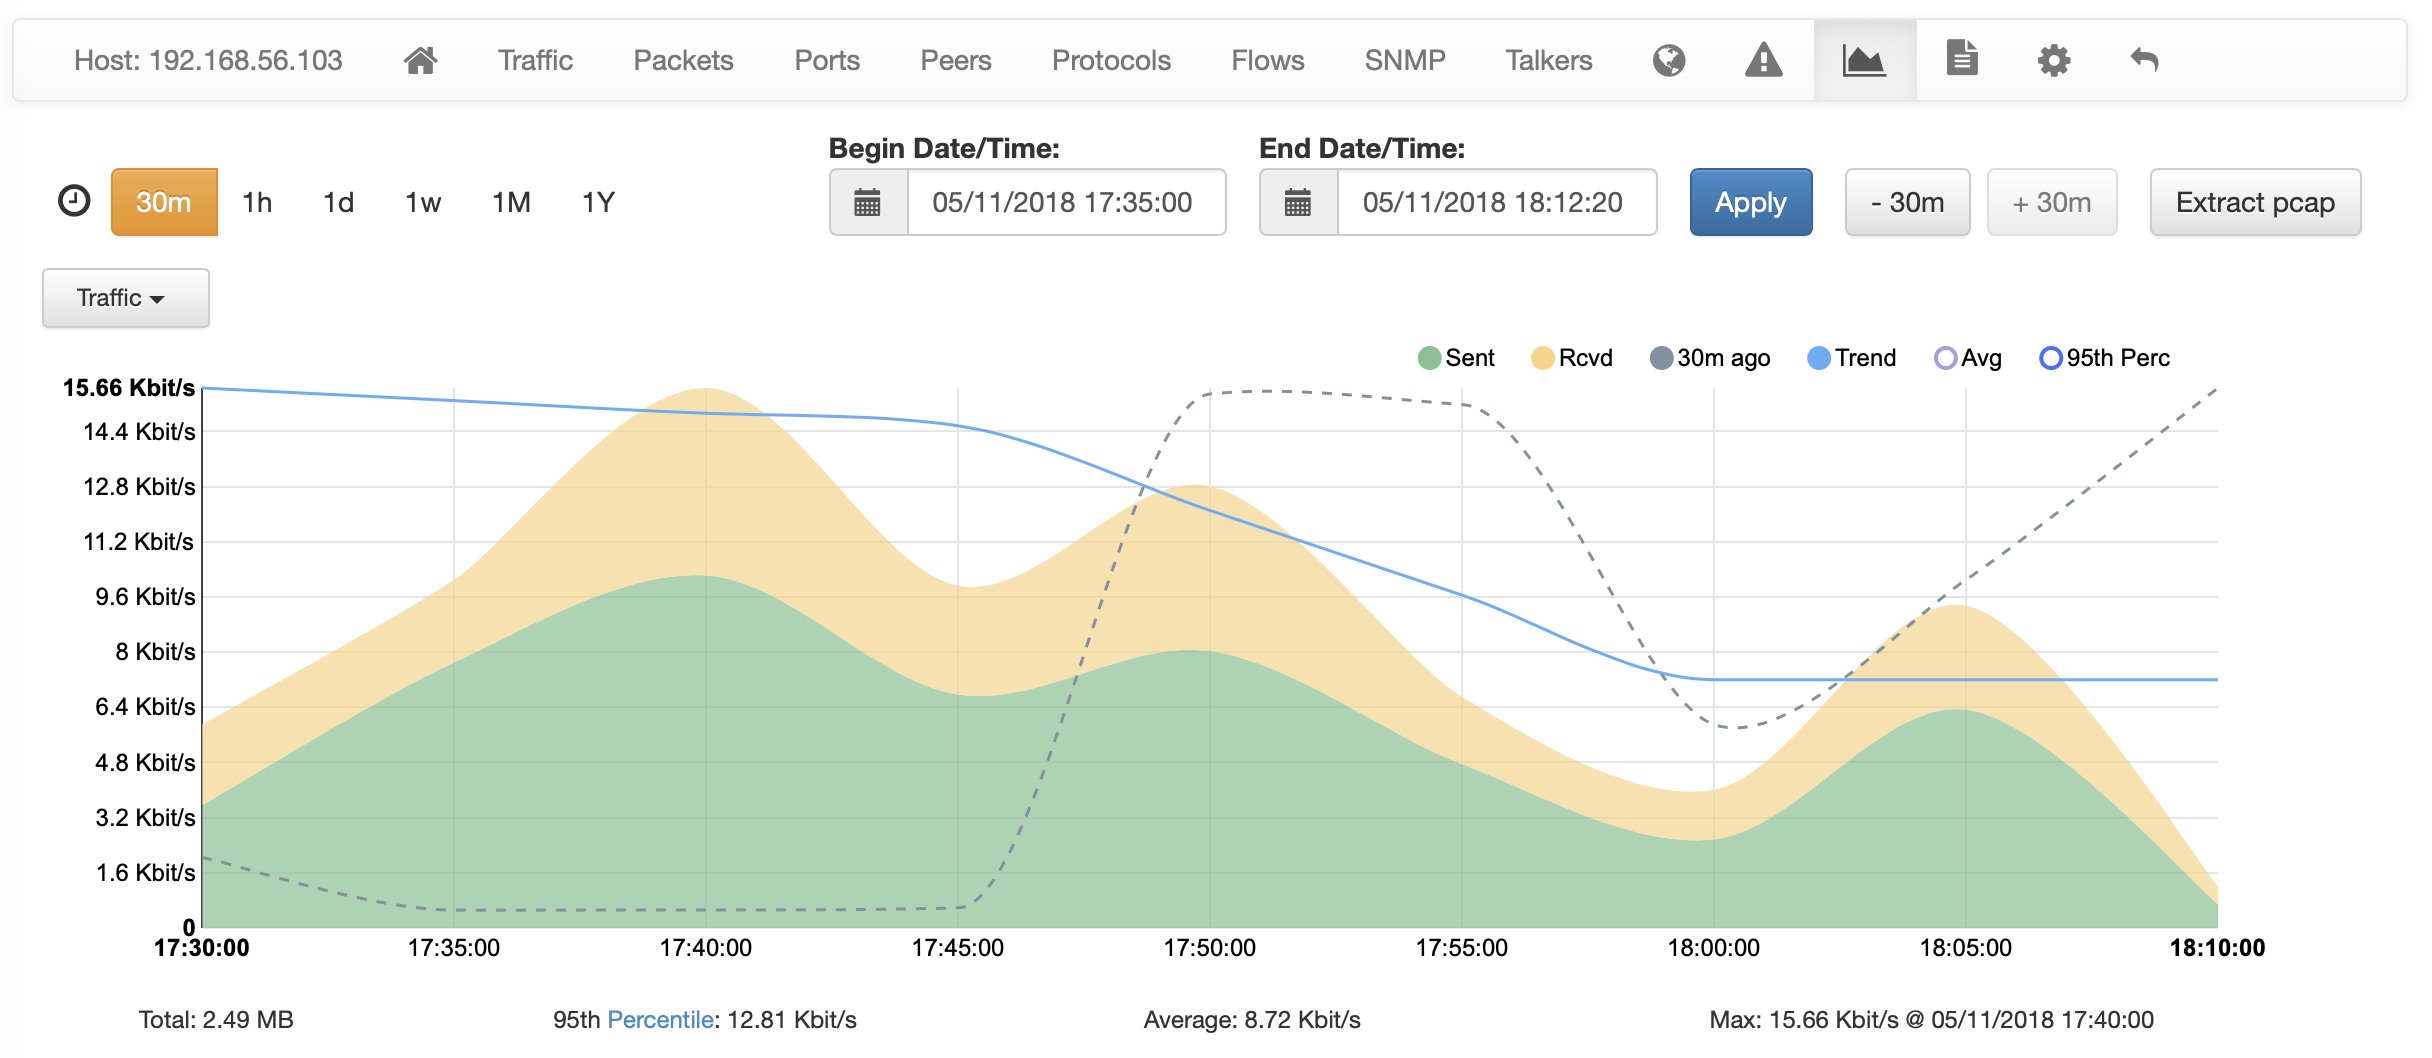 Host: 192.168.56.103 Traffic Packets Ports Peers Protocols Flows SNMP Talkers
Begin Date/Time: End Date/Time:
30m 1h 1d 1w 1M 1Y 05/11/2018 17:35:00 05/11/2018 18:12:20 Apply - 30m + 30m Extract pcap
Traffic
Sent Rcvd 30m ago Trend Avg 95th Perc
15.66 Kbit/s
14.4 Kbit/s
12.8 Kbit/s
11.2 Kbit/s
9.6 Kbit/s
8 Kbit/s
6.4 Kbit/s
4.8 Kbit/s
3.2 Kbit/s
1.6 Kbit/s
0
17:30:00 17:35:00 17:40:00 17:45:00 17:50:00 17:55:00 18:00:00 18:05:00 18:10:00
Total: 2.49 MB 95th Percentile: 12.81 Kbit/s Average: 8.72 Kbit/s Max: 15.66 Kbit/s @ 05/11/2018 17:40:00